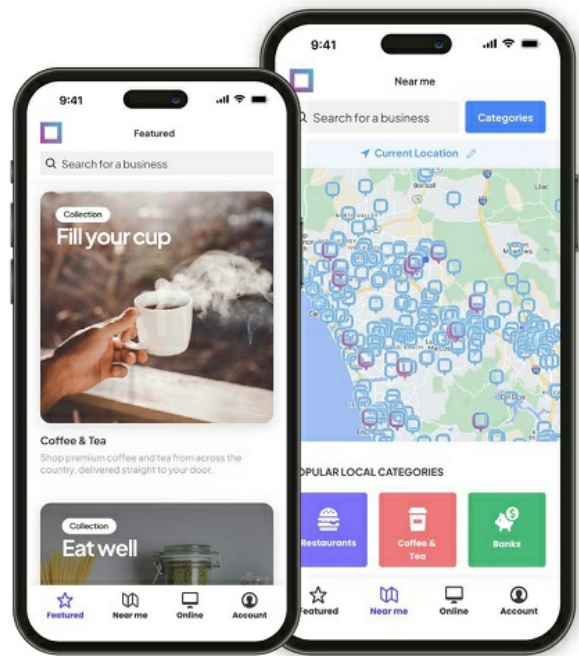 9:41
Featured
Search for a business
Collection
Fill your cup
Coffee & Tea
Shop premium coffee and tea from across the
country, delivered straight to your door.
Collection
Eat well
Featured
Near me
Online
Account
9:41
Near me
Search for a business
Categories
Current Location
Bonsall
Lilac
OPULAR LOCAL CATEGORIES
Restaurants
Coffee &
Tea
Banks
Featured
Near me
Online
Account